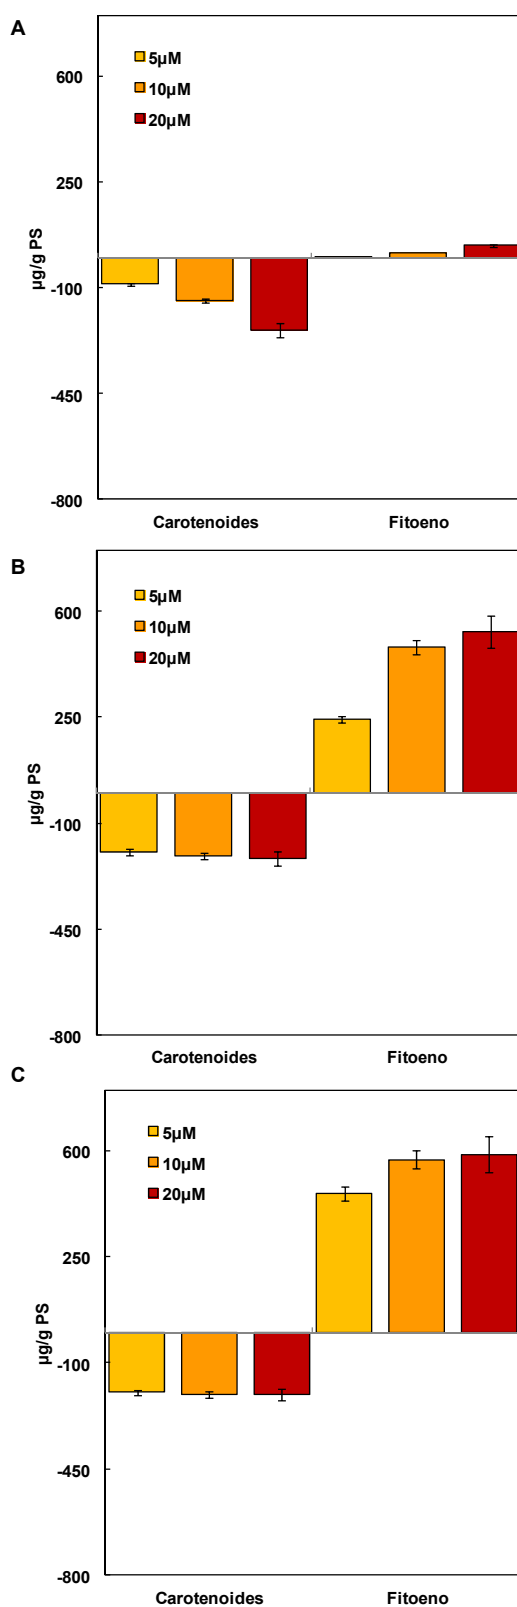 A
5µM
10µM
20µM
600
250
-100
-450
-800
µg/g PS
Carotenoides
Fitoeno
B
5µM
10µM
20µM
600
250
-100
-450
-800
µg/g PS
Carotenoides
Fitoeno
C
5µM
10µM
20µM
600
250
-100
-450
-800
µg/g PS
Carotenoides
Fitoeno